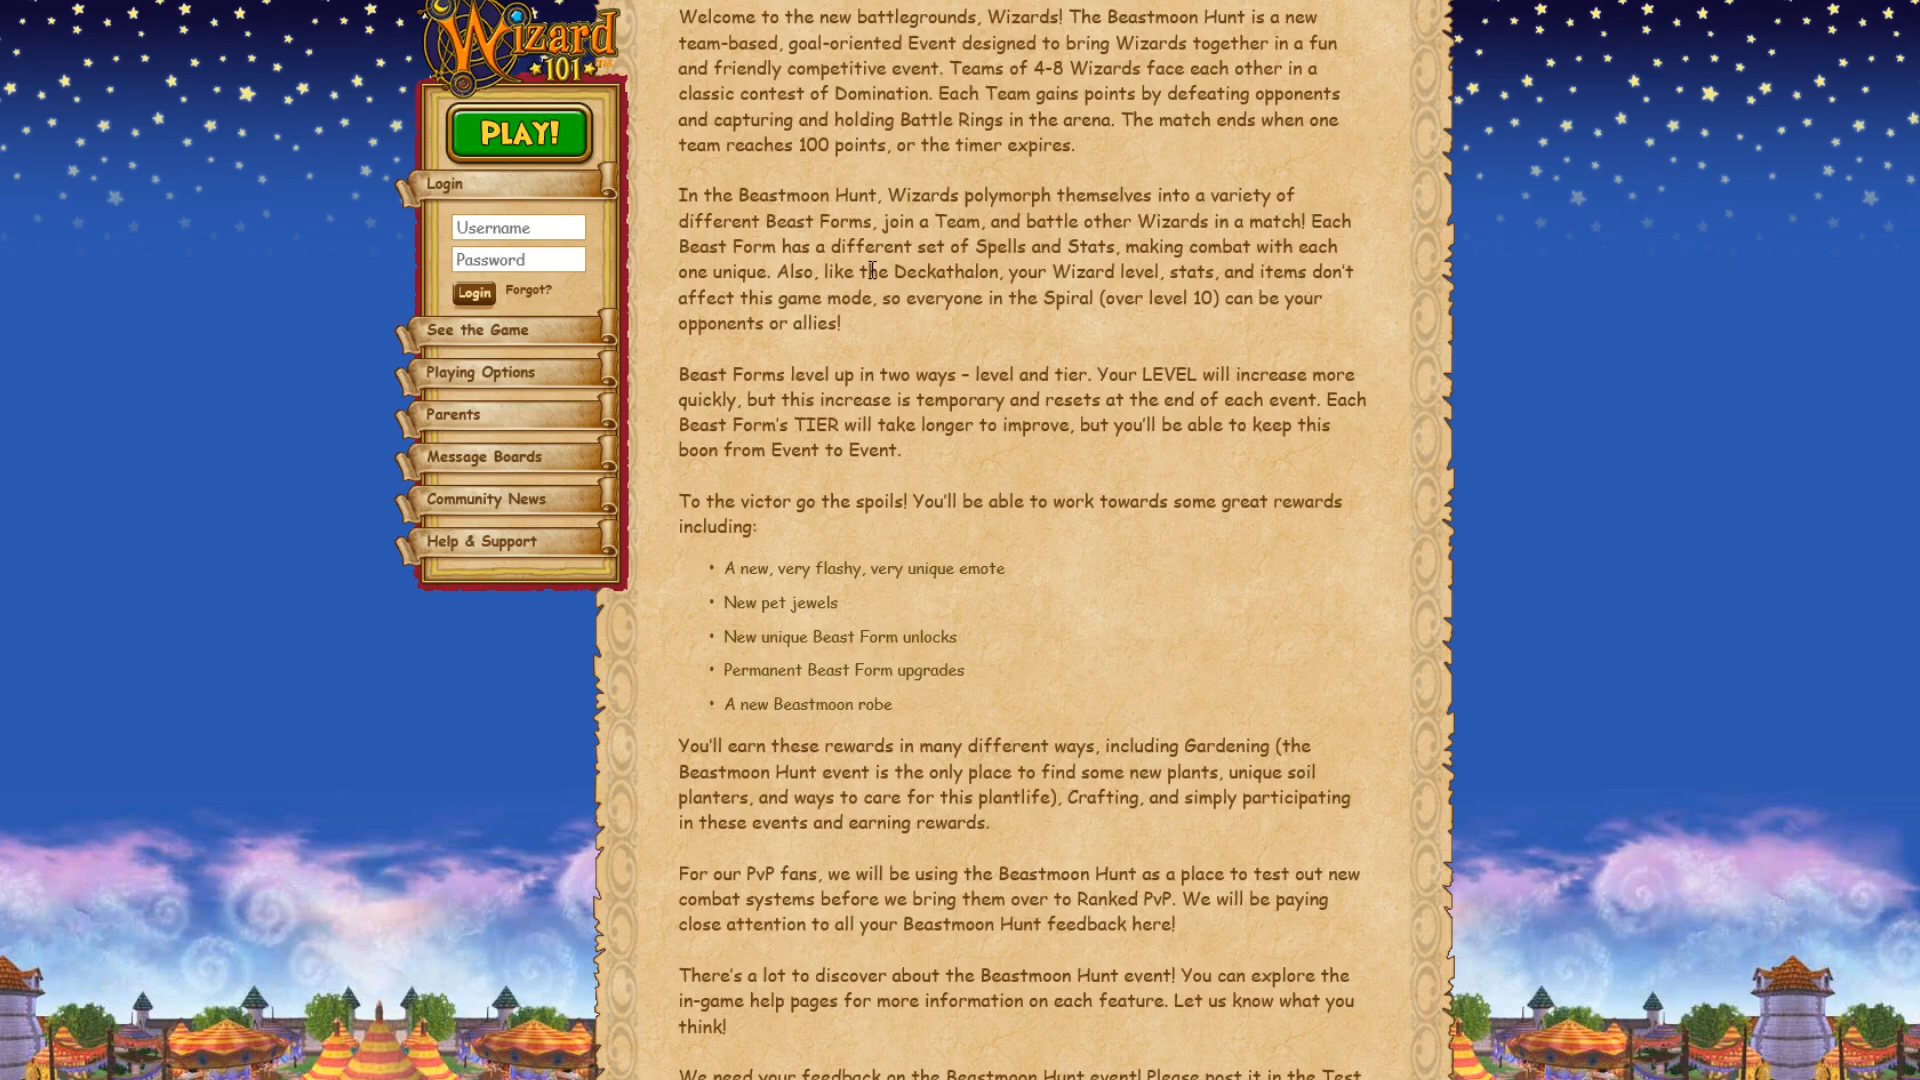 Wizard
101
PLAY!
Login
Username
Password
Login Forgot?
See the Game
Playing Options
Parents
Message Boards
Community News
Help & Support
Welcome to the new battlegrounds, Wizards! The Beastmoon Hunt is a new
team-based, goal-oriented Event designed to bring Wizards together in a fun
and friendly competitive event. Teams of 4-8 Wizards face each other in a
classic contest of Domination. Each Team gains points by defeating opponents
and capturing and holding Battle Rings in the arena. The match ends when one
team reaches 100 points, or the timer expires.
In the Beastmoon Hunt, Wizards polymorph themselves into a variety of
different Beast Forms, join a Team, and battle other Wizards in a match! Each
Beast Form has a different set of Spells and Stats, making combat with each
one unique. Also, like the Deckathalon, your Wizard level, stats, and items don't
affect this game mode, so everyone in the Spiral (over level 10) can be your
opponents or allies!
Beast Forms level up in two ways – level and tier. Your LEVEL will increase more
quickly, but this increase is temporary and resets at the end of each event. Each
Beast Form's TIER will take longer to improve, but you'll be able to keep this
boon from Event to Event.
To the victor go the spoils! You'll be able to work towards some great rewards
including:
• A new, very flashy, very unique emote
• New pet jewels
• New unique Beast Form unlocks
• Permanent Beast Form upgrades
• A new Beastmoon robe
You'll earn these rewards in many different ways, including Gardening (the
Beastmoon Hunt event is the only place to find some new plants, unique soil
planters, and ways to care for this plantlife), Crafting, and simply participating
in these events and earning rewards.
For our PvP fans, we will be using the Beastmoon Hunt as a place to test out new
combat systems before we bring them over to Ranked PvP. We will be paying
close attention to all your Beastmoon Hunt feedback here!
There's a lot to discover about the Beastmoon Hunt event! You can explore the
in-game help pages for more information on each feature. Let us know what you
think!
We need your feedback on the Beastmoon Hunt event! Please post it in the Test